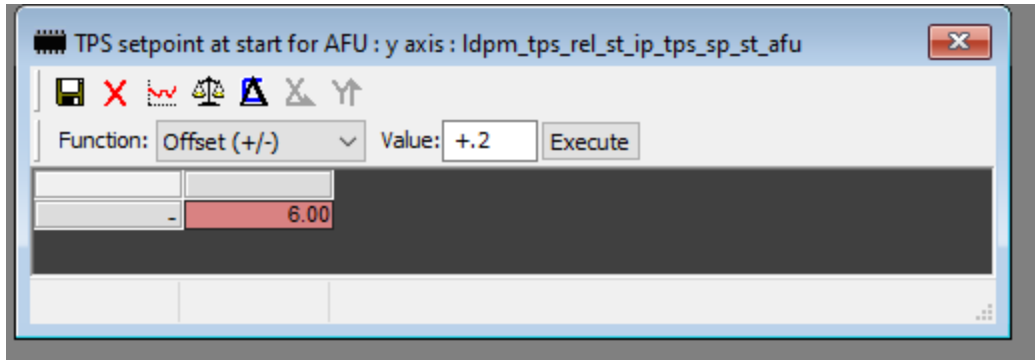 TPS setpoint at start for AFU : y axis : ldpm_tps_rel_st_ip_tps_sp_st_afu
Function: Offset (+/-) Value: +.2 Execute
- 6.00